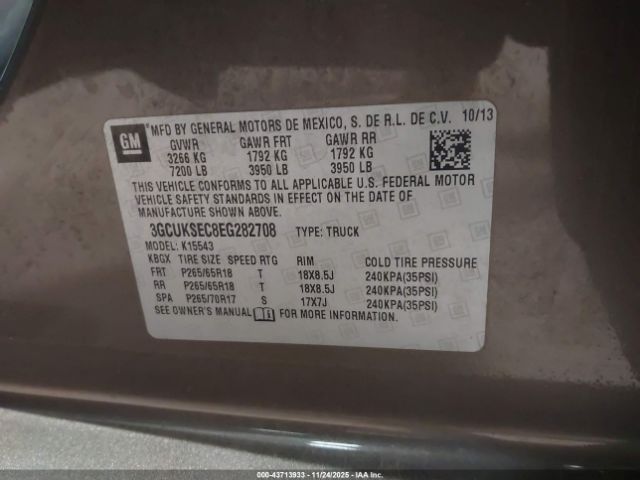 GM
MFD BY GENERAL MOTORS DE MEXICO, S. DE R.L. DE C.V. 10/13
GVWR GAWR FRT GAWR RR
3266 KG 1792 KG 1792 KG
7200 LB 3950 LB 3950 LB
THIS VEHICLE CONFORMS TO ALL APPLICABLE U.S. FEDERAL MOTOR
VEHICLE SAFETY STANDARDS IN EFFECT ON THE DATE OF
MANUFACTURE SHOWN ABOVE.
3GCUKSEC8EG282708 TYPE: TRUCK
MODEL: K15543
KBGX TIRE SIZE SPEED RTG RIM COLD TIRE PRESSURE
FRT P265/65R18 T 18X8.5J 240KPA(35PSI)
RR P265/65R18 T 18X8.5J 240KPA(35PSI)
SPA P265/70R17 S 17X7J 240KPA(35PSI)
SEE OWNER'S MANUAL FOR MORE INFORMATION.
000-43713933 - 11/24/2025 - IAA Inc.